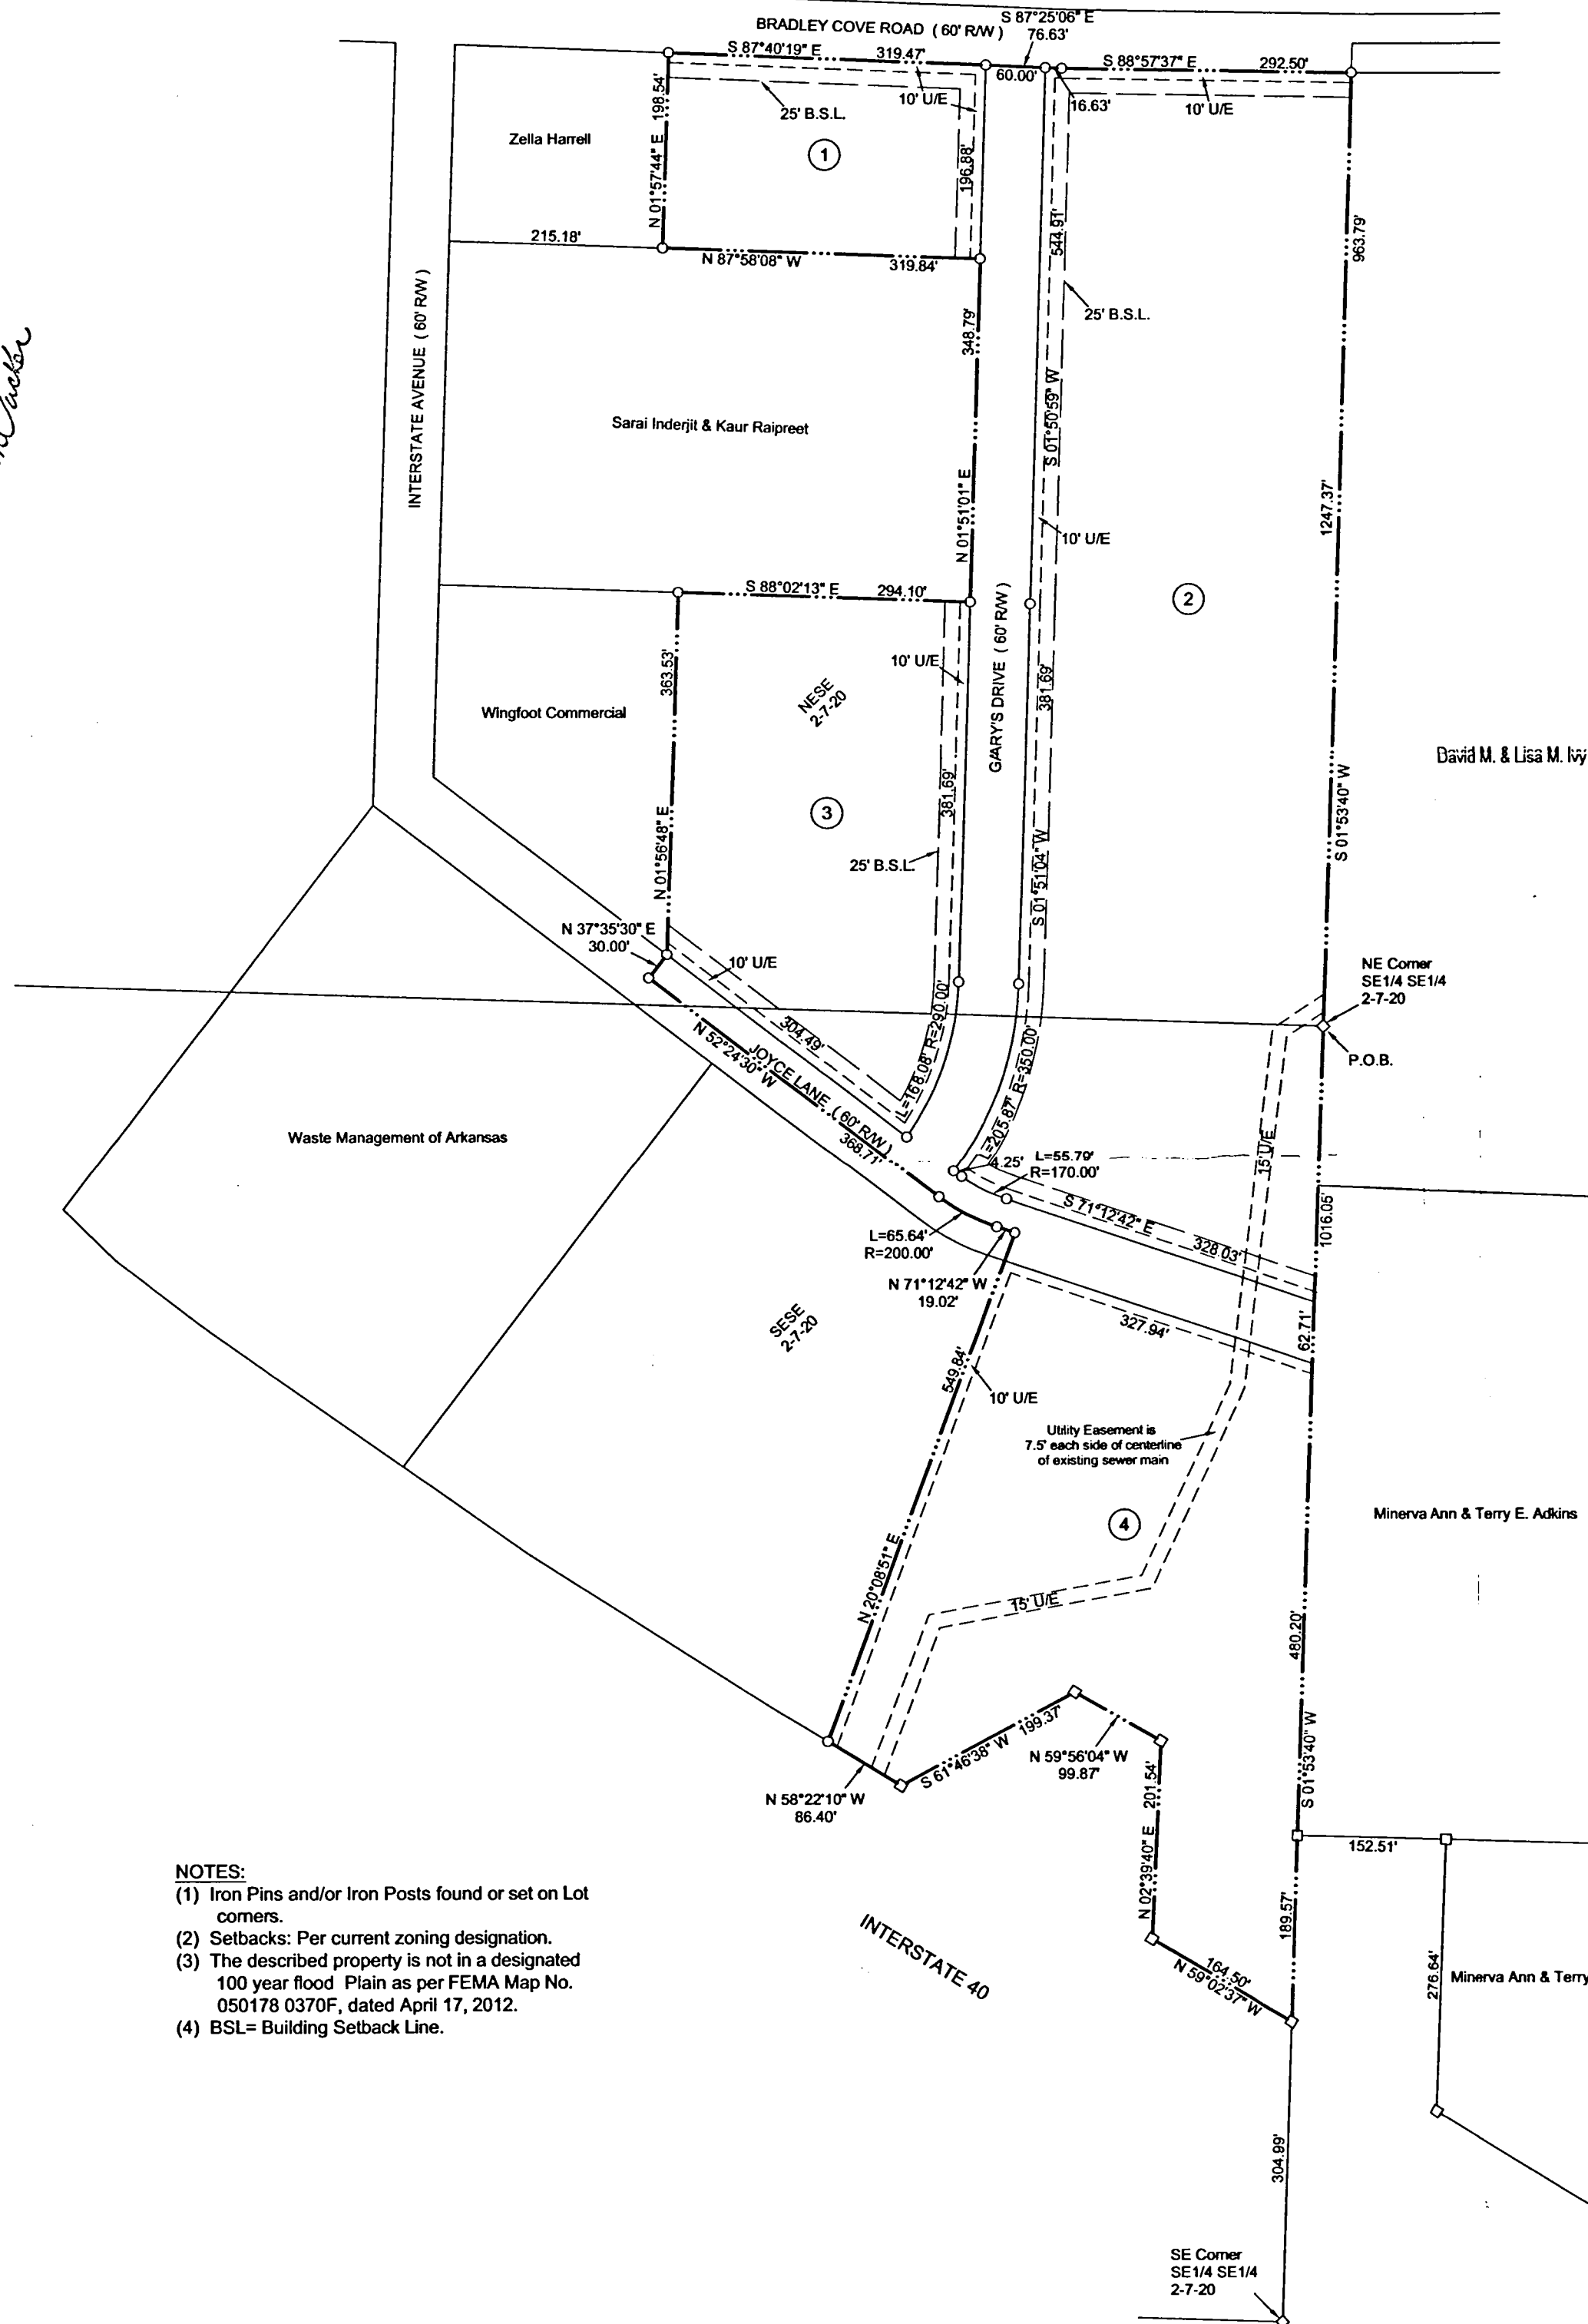 BRADLEY COVE ROAD ( 60' R/W )
S 87°25'06" E
76.63'
S 87°40'19" E
319.47'
60.00'
S 88°57'37" E
292.50'
16.63'
10' U/E
10' U/E
25' B.S.L.
N 01°57'44" E 198.54'
Zella Harrell
1
196.88'
544.91'
963.79'
215.18'
N 87°58'08" W
319.84'
INTERSTATE AVENUE ( 60' R/W )
25' B.S.L.
348.79'
S 01°50'59" W
Sarai Inderjit & Kaur Raipreet
N 01°51'01" E
1247.37'
10' U/E
S 88°02'13" E
294.10'
2
GARY'S DRIVE ( 60' R/W )
363.53'
10' U/E
381.69'
NESE
2-7-20
Wingfoot Commercial
David M. & Lisa M. Ivy
381.69'
3
S 01°53'40" W
N 01°56'48" E
25' B.S.L.
S 01°51'04" W
N 37°35'30" E
30.00'
10' U/E
NE Corner
SE1/4 SE1/4
2-7-20
P.O.B.
304.49'
L=168.08' R=290.00'
N 52°24'30" W
JOYCE LANE ( 60' R/W )
368.71'
L=205.87' R=350.00'
Waste Management of Arkansas
4.25'
L=55.79'
R=170.00'
15' U/E
S 71°12'42" E
328.03'
1016.05'
L=65.64'
R=200.00'
N 71°12'42" W
19.02'
SESE
2-7-20
327.94'
62.71'
549.84'
10' U/E
Utility Easement is
7.5' each side of centerline
of existing sewer main
4
Minerva Ann & Terry E. Adkins
N 20°08'51" E
15' U/E
480.20'
S 61°46'38" W 199.37'
N 59°56'04" W
99.87'
S 01°53'40" W
N 58°22'10" W
86.40'
N 02°39'40" E 201.54'
152.51'
189.57'
NOTES:
(1) Iron Pins and/or Iron Posts found or set on Lot
corners.
(2) Setbacks: Per current zoning designation.
(3) The described property is not in a designated
100 year flood Plain as per FEMA Map No.
050178 0370F, dated April 17, 2012.
(4) BSL= Building Setback Line.
INTERSTATE 40
164.50'
N 59°02'37" W
276.64'
Minerva Ann & Terry
304.99'
SE Corner
SE1/4 SE1/4
2-7-20